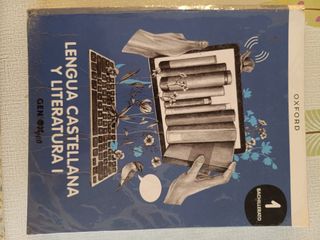 OXFORD
1
BACHILLERATO
LENGUA CASTELLANA
Y LITERATURA I
GEN